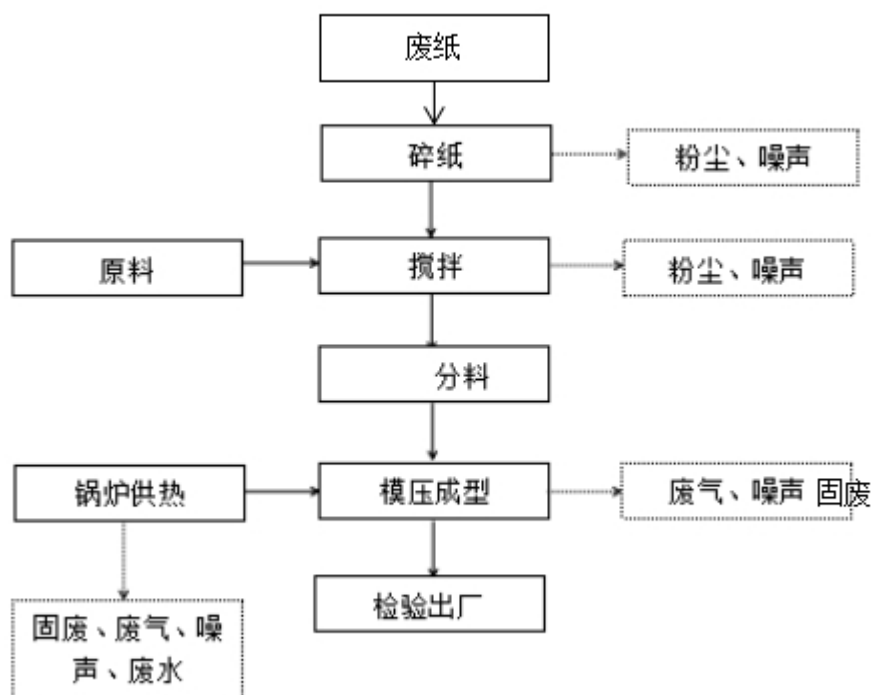 废纸
碎纸
粉尘、噪声
原料
搅拌
粉尘、噪声
分料
锅炉供热
模压成型
废气、噪声 固废
固废、废气、噪
声、废水
检验出厂